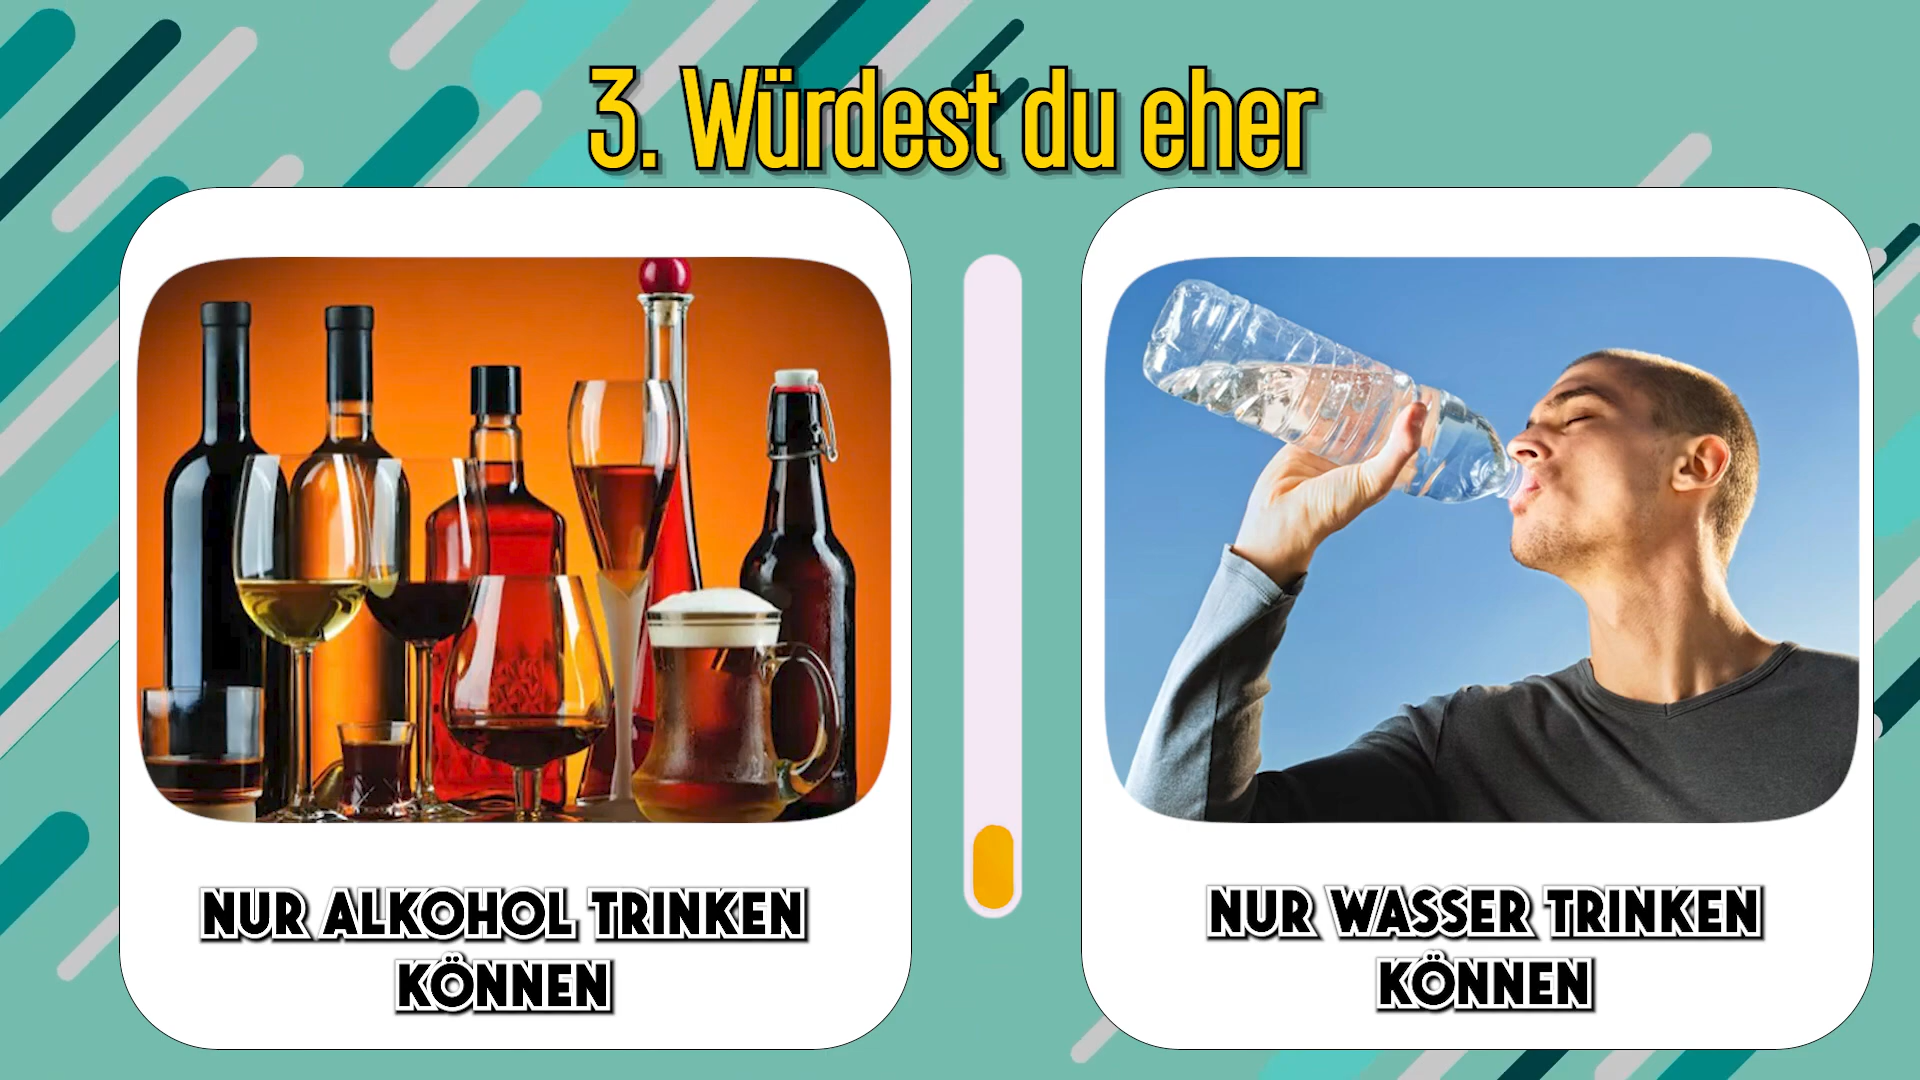 3. Würdest du eher
NUR ALKOHOL TRINKEN
KÖNNEN
NUR WASSER TRINKEN
KÖNNEN